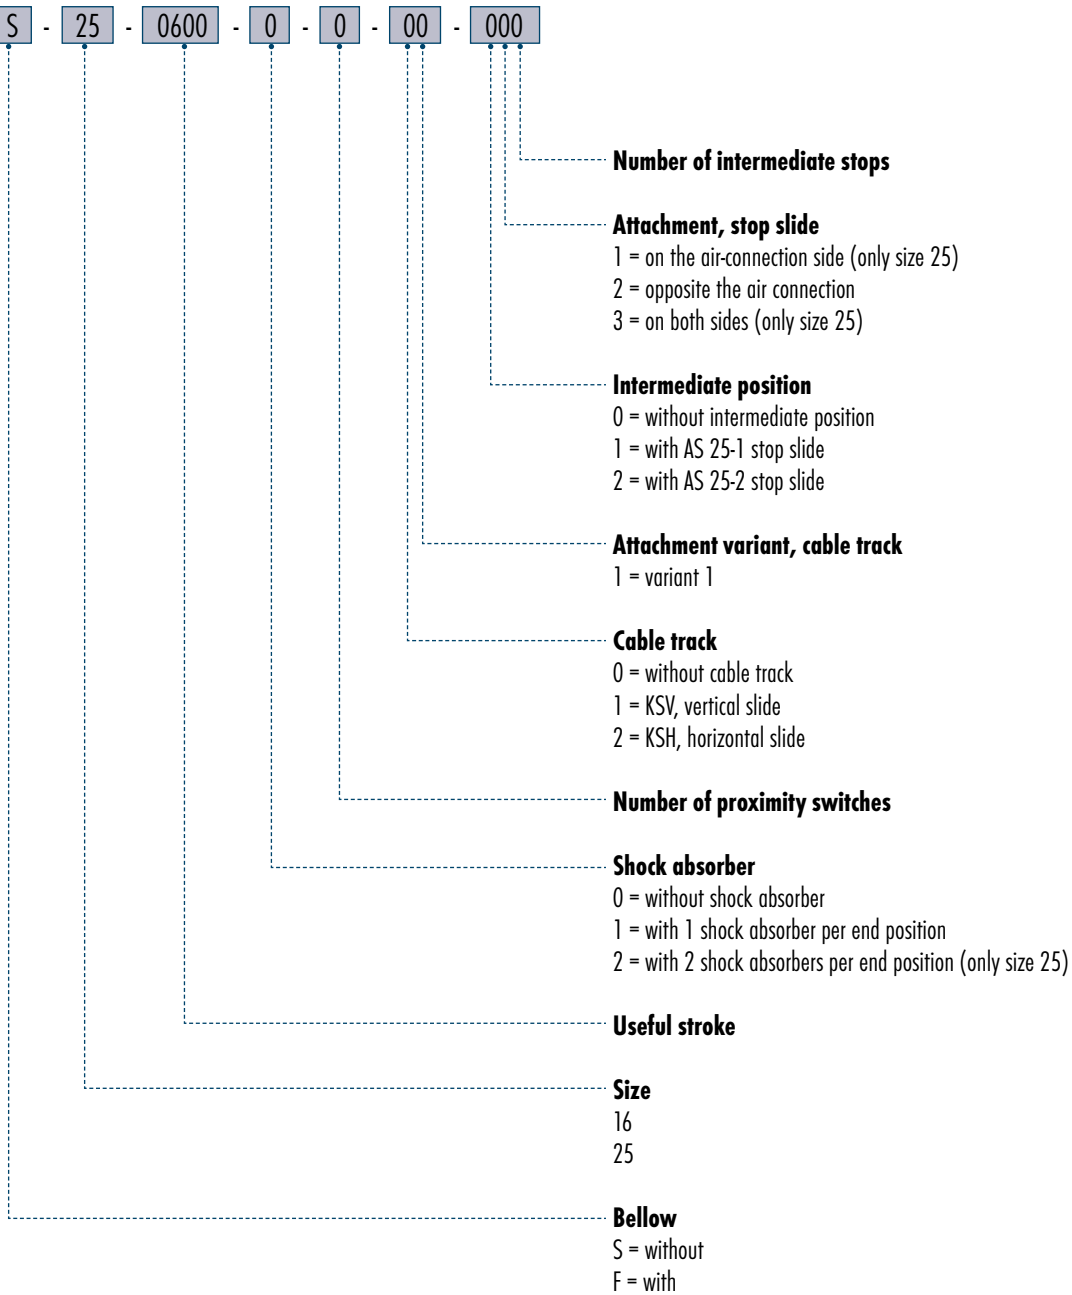 S - 25 - 0600 - 0 - 0 - 00 - 000
Number of intermediate stops
Attachment, stop slide
1 = on the air-connection side (only size 25)
2 = opposite the air connection
3 = on both sides (only size 25)
Intermediate position
0 = without intermediate position
1 = with AS 25-1 stop slide
2 = with AS 25-2 stop slide
Attachment variant, cable track
1 = variant 1
Cable track
0 = without cable track
1 = KSV, vertical slide
2 = KSH, horizontal slide
Number of proximity switches
Shock absorber
0 = without shock absorber
1 = with 1 shock absorber per end position
2 = with 2 shock absorbers per end position (only size 25)
Useful stroke
Size
16
25
Bellow
S = without
F = with